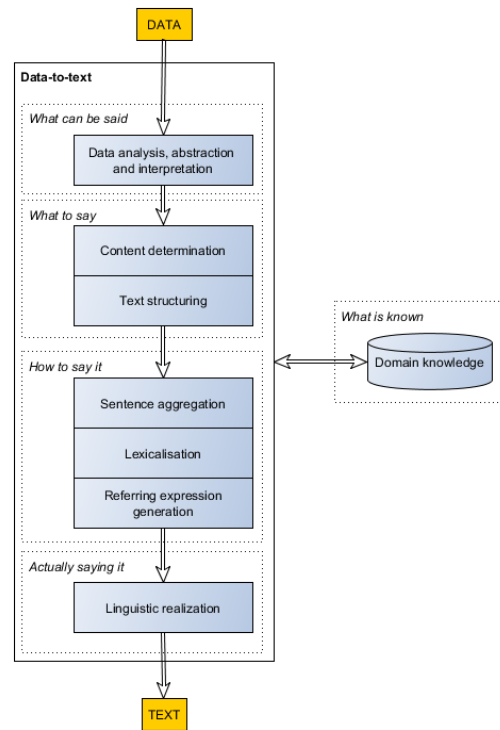 DATA
Data-to-text
What can be said
Data analysis, abstraction
and interpretation
What to say
Content determination
Text structuring
What is known
Domain knowledge
How to say it
Sentence aggregation
Lexicalisation
Referring expression
generation
Actually saying it
Linguistic realization
TEXT